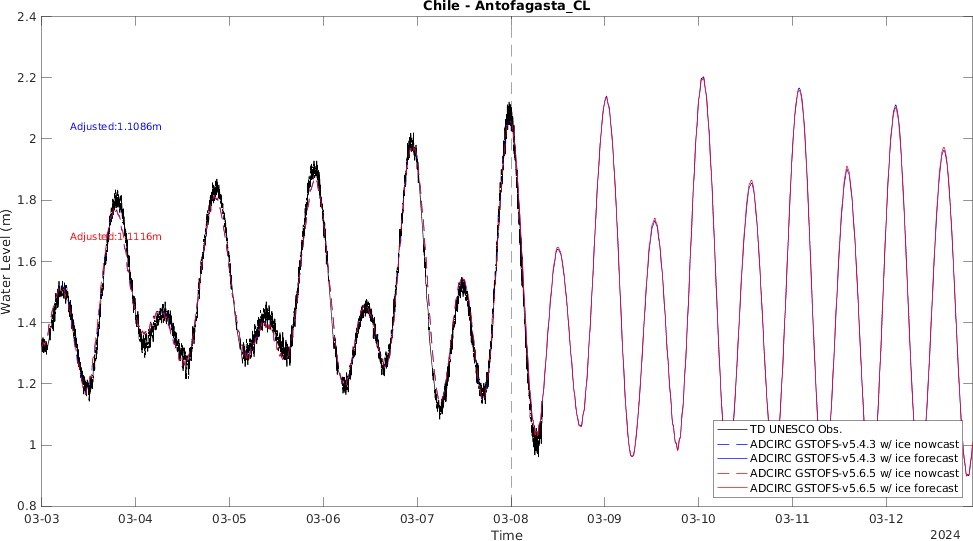 Chile - Antofagasta_CL
2.4
2.2
2
1.8
1.6
1.4
1.2
1
0.8
Water Level (m)
Adjusted:1.1086m
Adjusted:1.1116m
TD UNESCO Obs.
ADCIRC GSTOFS-v5.4.3 w/ ice nowcast
ADCIRC GSTOFS-v5.4.3 w/ ice forecast
ADCIRC GSTOFS-v5.6.5 w/ ice nowcast
ADCIRC GSTOFS-v5.6.5 w/ ice forecast
03-03 03-04 03-05 03-06 03-07 03-08 03-09 03-10 03-11 03-12
Time
2024